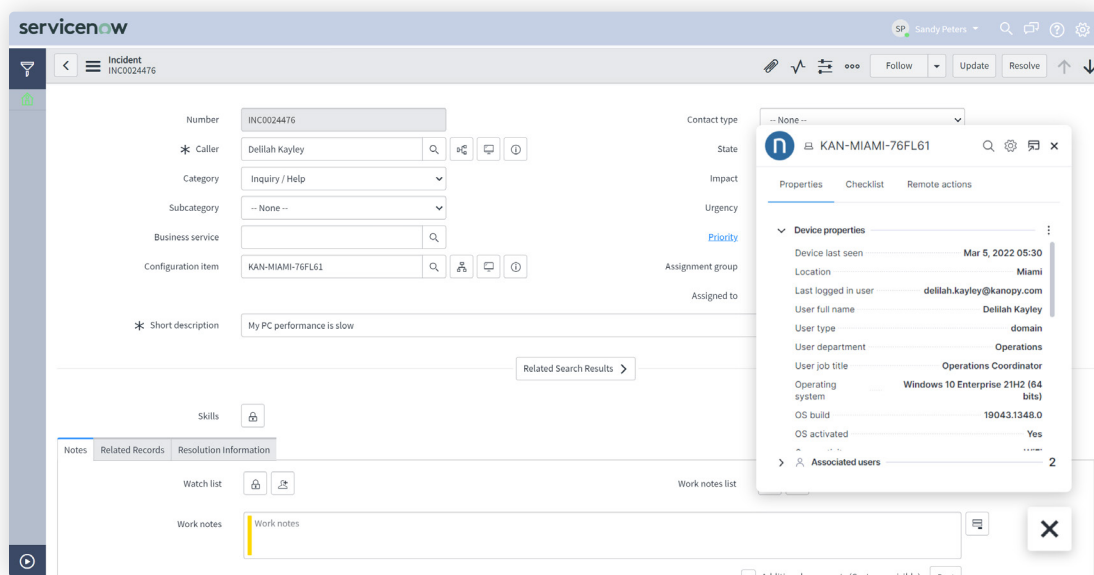 servicenow
SP Sandy Peters
Incident
INC0024476
Follow
Update
Resolve
Number
INC0024476
Contact type
-- None --
✱ Caller
Delilah Kayley
State
Category
Inquiry / Help
Impact
Subcategory
-- None --
Urgency
Business service
Priority
Configuration item
KAN-MIAMI-76FL61
Assignment group
Assigned to
✱ Short description
My PC performance is slow
Related Search Results
Skills
Notes
Related Records
Resolution Information
Watch list
Work notes list
Work notes
Work notes
n KAN-MIAMI-76FL61
Properties
Checklist
Remote actions
Device properties
Device last seen Mar 5, 2022 05:30
Location Miami
Last logged in user delilah.kayley@kanopy.com
User full name Delilah Kayley
User type domain
User department Operations
User job title Operations Coordinator
Operating system Windows 10 Enterprise 21H2 (64 bits)
OS build 19043.1348.0
OS activated Yes
Associated users 2